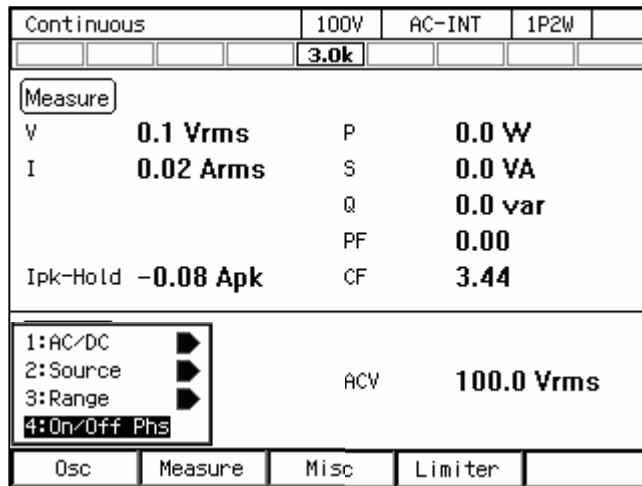 Continuous 100V AC-INT 1P2W
3.0k
Measure
V 0.1 Vrms P 0.0 W
I 0.02 Arms S 0.0 VA
Q 0.0 var
PF 0.00
Ipk-Hold -0.08 Apk CF 3.44
1:AC/DC
2:Source ACV 100.0 Vrms
3:Range
4:On/Off Phs
Osc Measure Misc Limiter